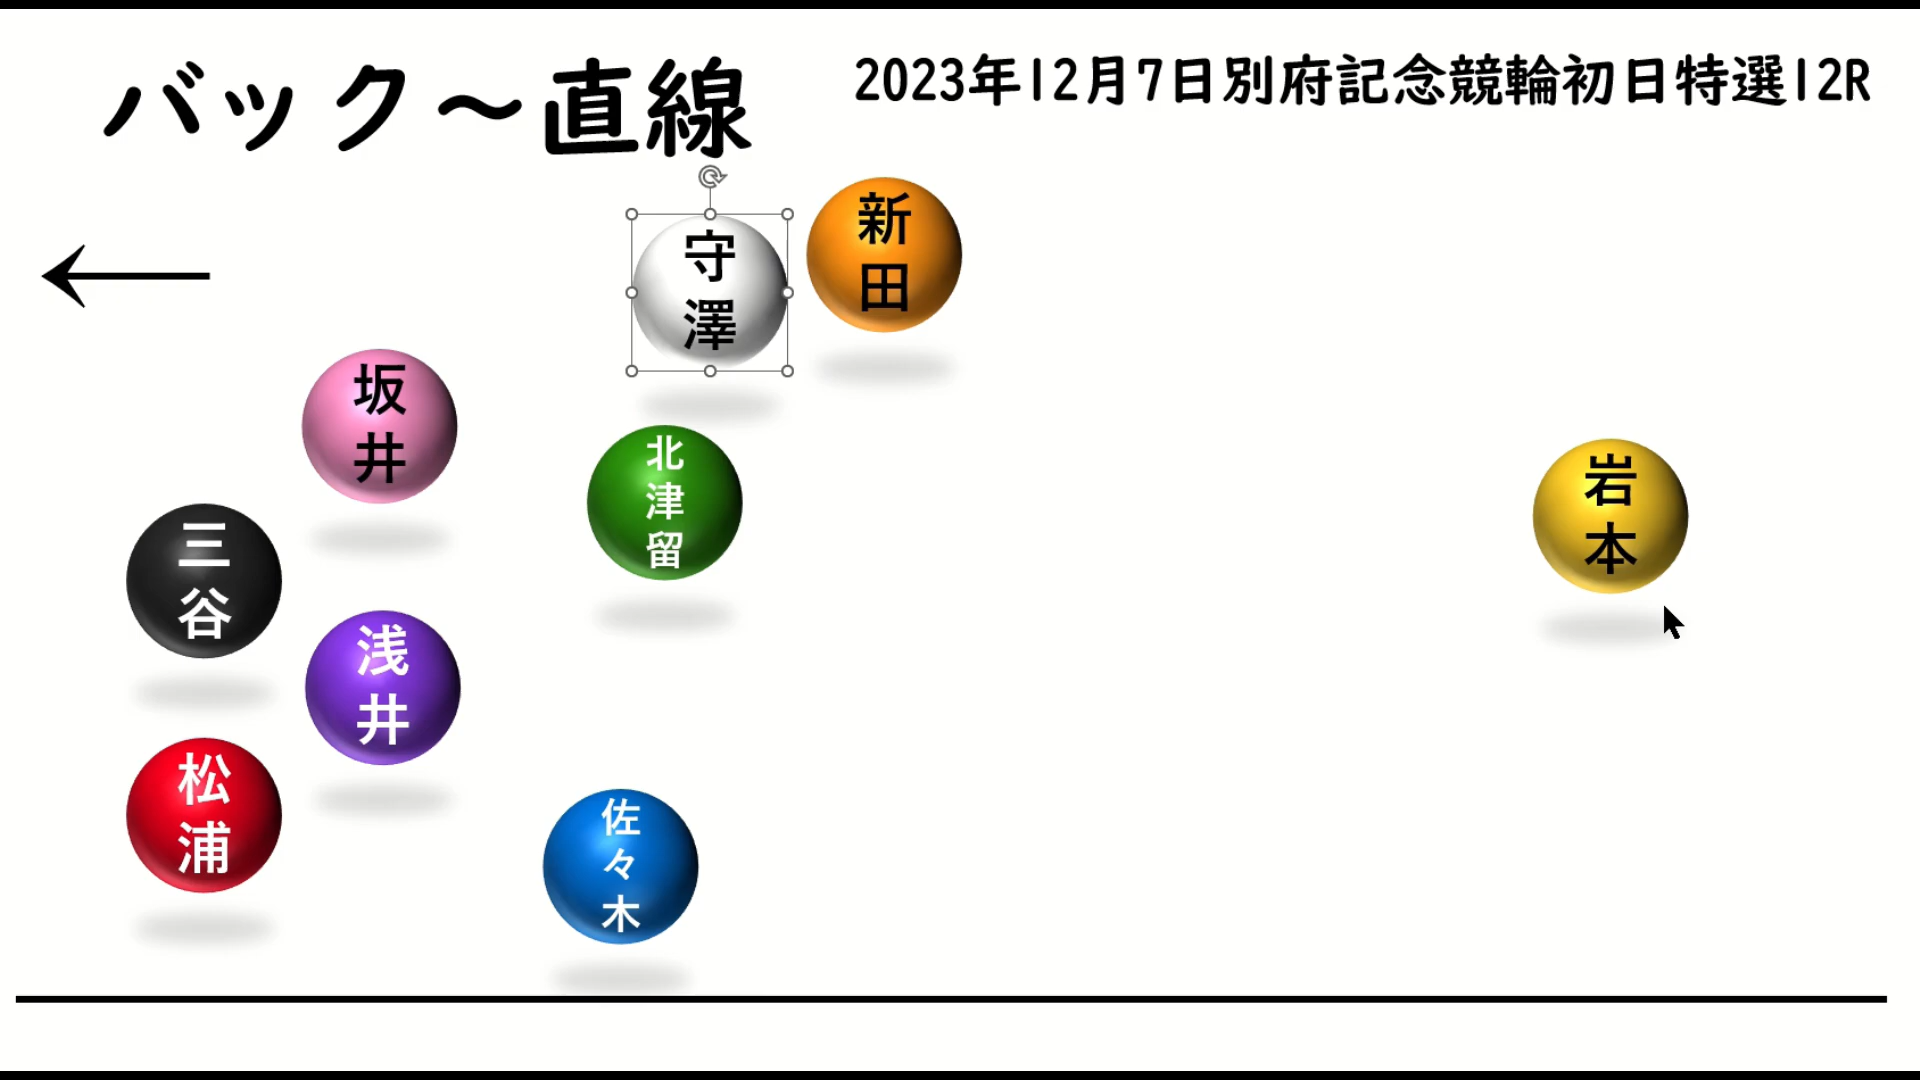 バック～直線
2023年12月7日別府記念競輪初日特選12R
新田
守澤
坂井
北津留
岩本
三谷
浅井
松浦
佐々木